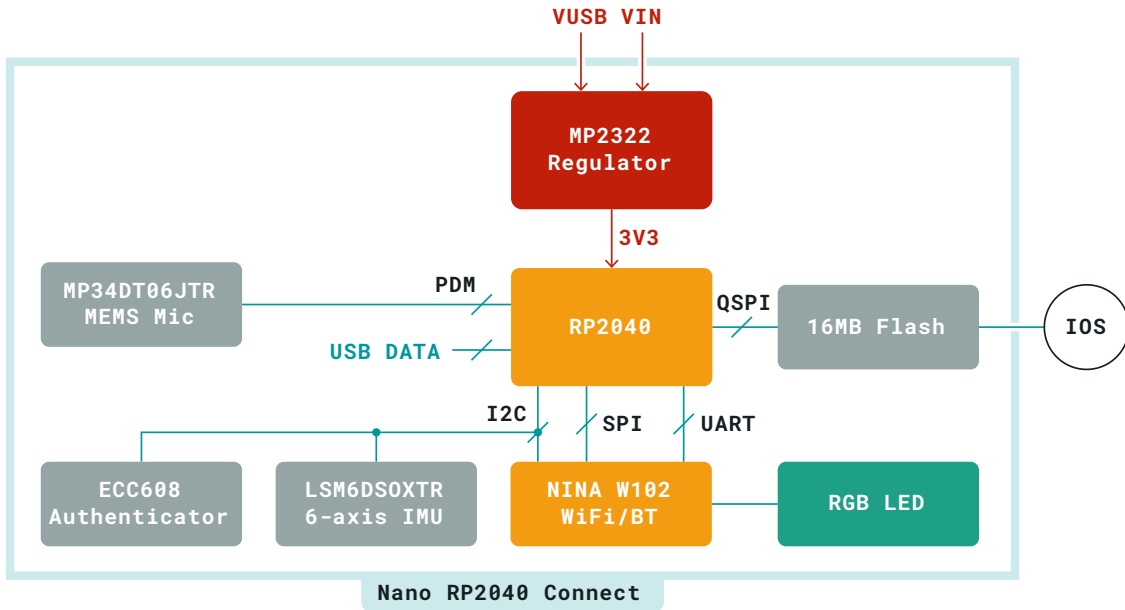 VUSB VIN
MP2322
Regulator
3V3
MP34DT06JTR
MEMS Mic
PDM
RP2040
QSPI
16MB Flash
IOS
USB DATA
I2C
SPI
UART
ECC608
Authenticator
LSM6DSOXTR
6-axis IMU
NINA W102
WiFi/BT
RGB LED
Nano RP2040 Connect